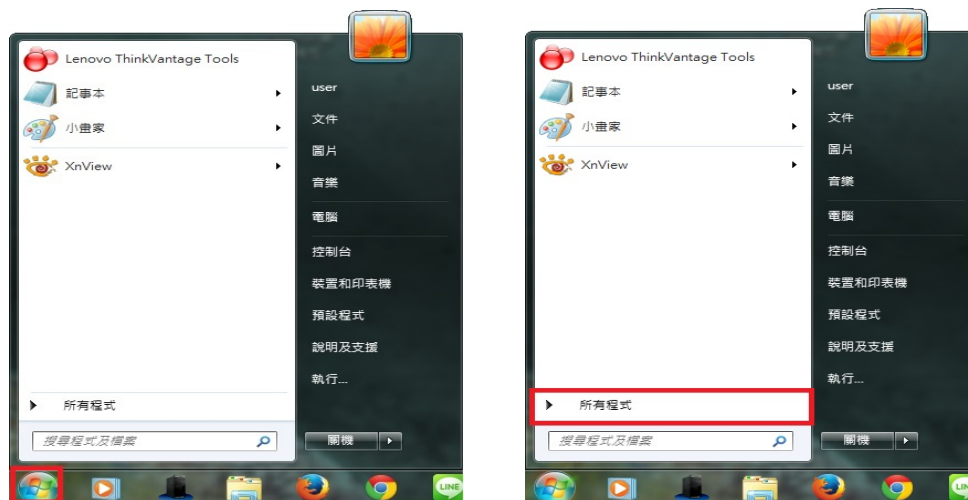 Lenovo ThinkVantage Tools
記事本
小畫家
XnView
所有程式
搜尋程式及檔案
user
文件
圖片
音樂
電腦
控制台
裝置和印表機
預設程式
說明及支援
執行...
關機
LINE
Lenovo ThinkVantage Tools
記事本
小畫家
XnView
所有程式
搜尋程式及檔案
user
文件
圖片
音樂
電腦
控制台
裝置和印表機
預設程式
說明及支援
執行...
關機